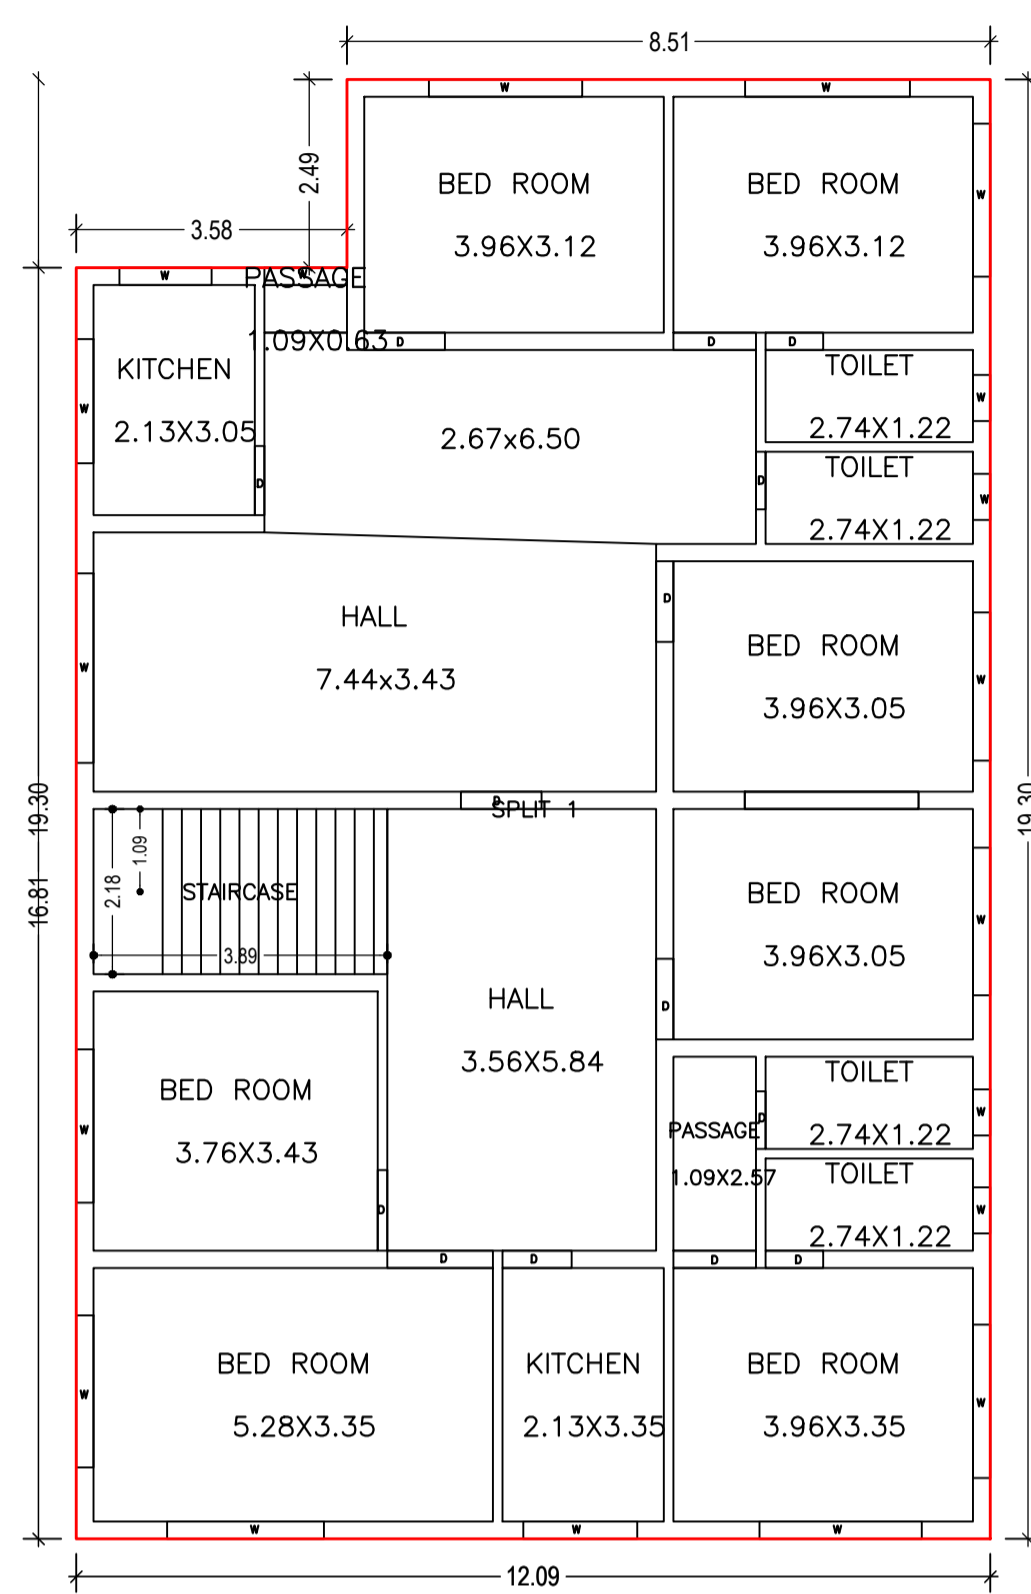 8.51
W
W
2.49
BED ROOM
3.96X3.12
BED ROOM
3.96X3.12
W
3.58
W
W
PASSAGE
1.09X0.63
D
D
D
KITCHEN
2.13X3.05
W
D
2.67x6.50
TOILET
2.74X1.22
W
TOILET
2.74X1.22
D
W
HALL
7.44x3.43
W
D
BED ROOM
3.96X3.05
W
D
SPLIT 1
19.30
16.81
19.30
2.18
1.09
STAIRCASE
3.89
BED ROOM
3.96X3.05
W
HALL
3.56X5.84
D
BED ROOM
3.76X3.43
W
D
PASSAGE
1.09X2.57
D
TOILET
2.74X1.22
W
TOILET
2.74X1.22
W
D
D
D
D
BED ROOM
5.28X3.35
W
KITCHEN
2.13X3.35
BED ROOM
3.96X3.35
W
W
W
W
12.09